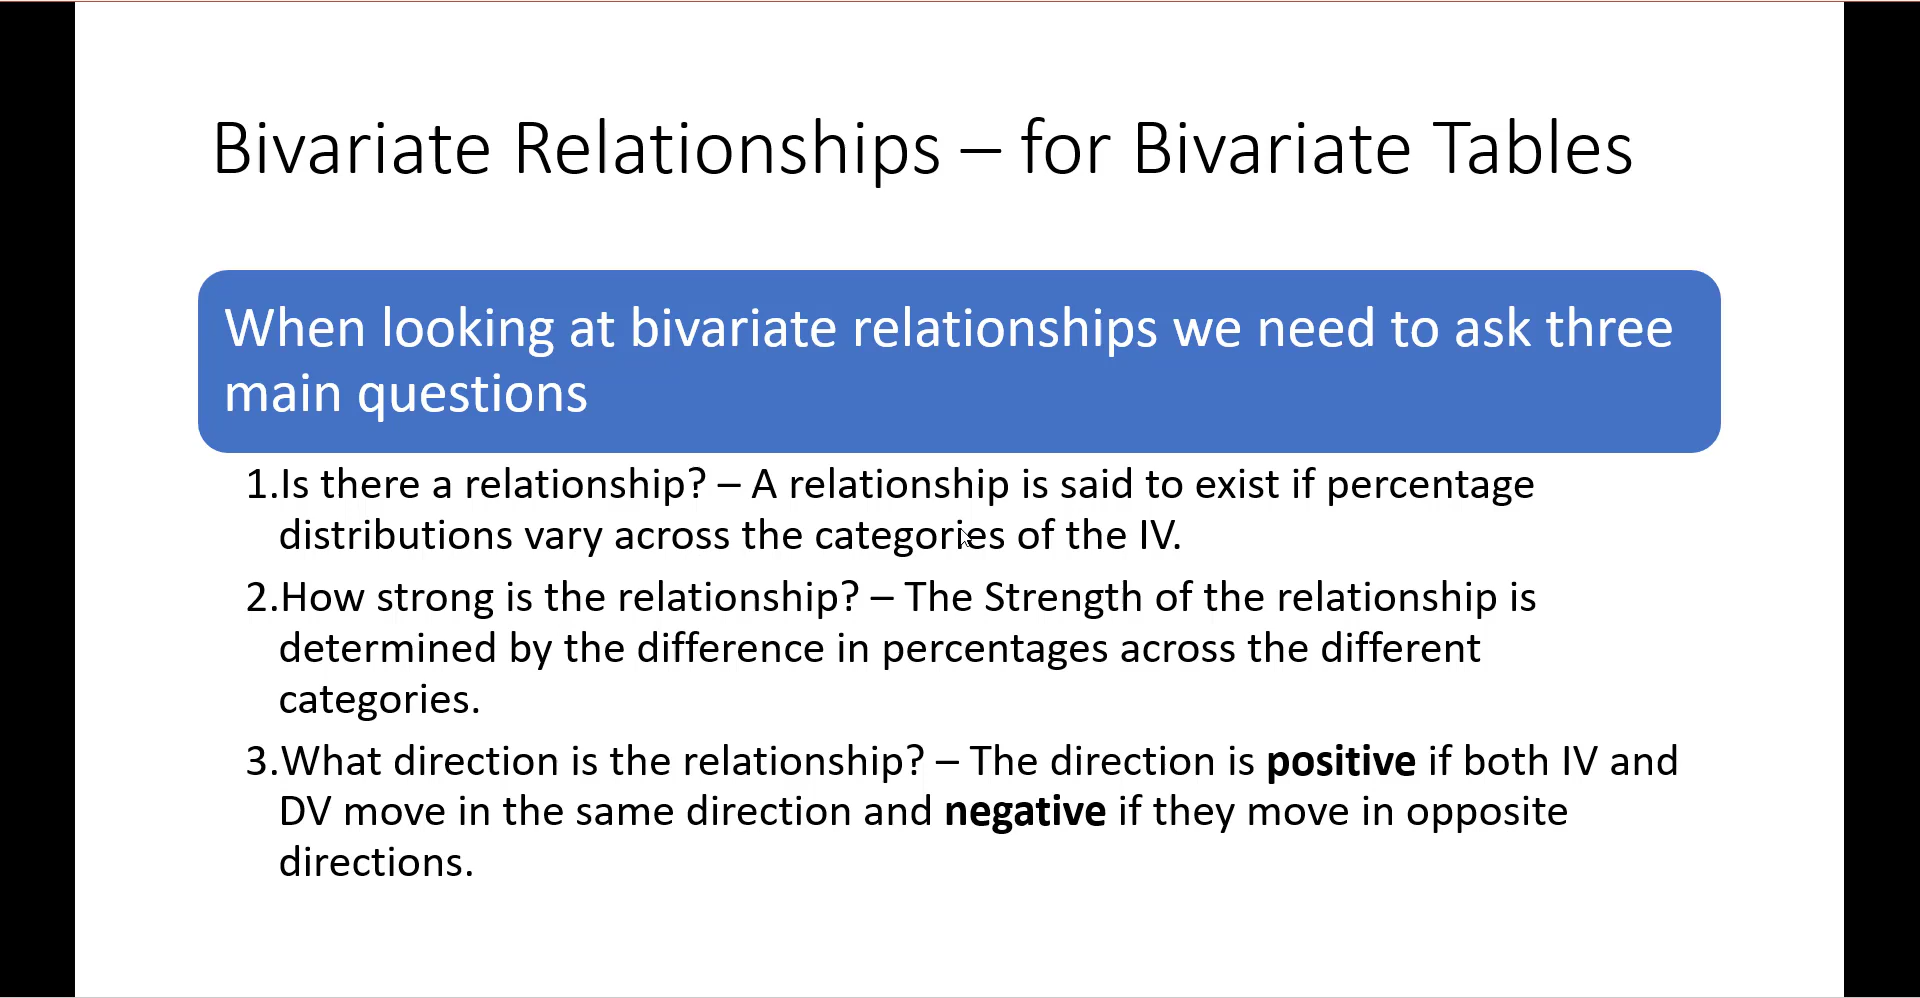 Bivariate Relationships – for Bivariate Tables
When looking at bivariate relationships we need to ask three
main questions
1.Is there a relationship? – A relationship is said to exist if percentage
distributions vary across the categories of the IV.
2.How strong is the relationship? – The Strength of the relationship is
determined by the difference in percentages across the different
categories.
3.What direction is the relationship? – The direction is positive if both IV and
DV move in the same direction and negative if they move in opposite
directions.